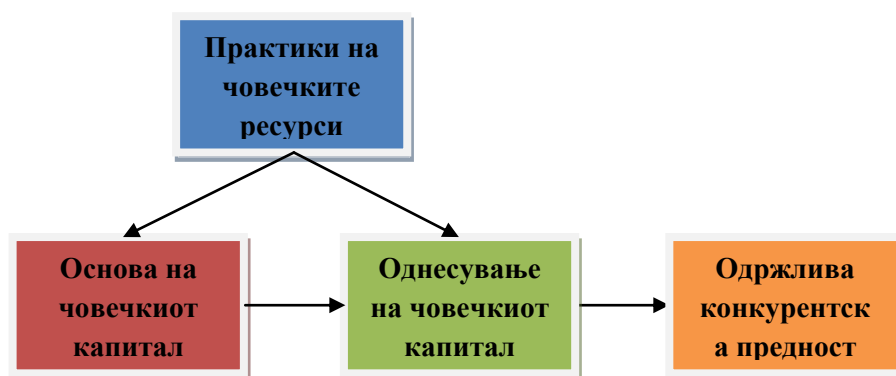 Практики на
човечките
ресурси
Основа на
човечкиот
капитал
Однесување
на човечкиот
капитал
Одржлива
конкурентск
а предност